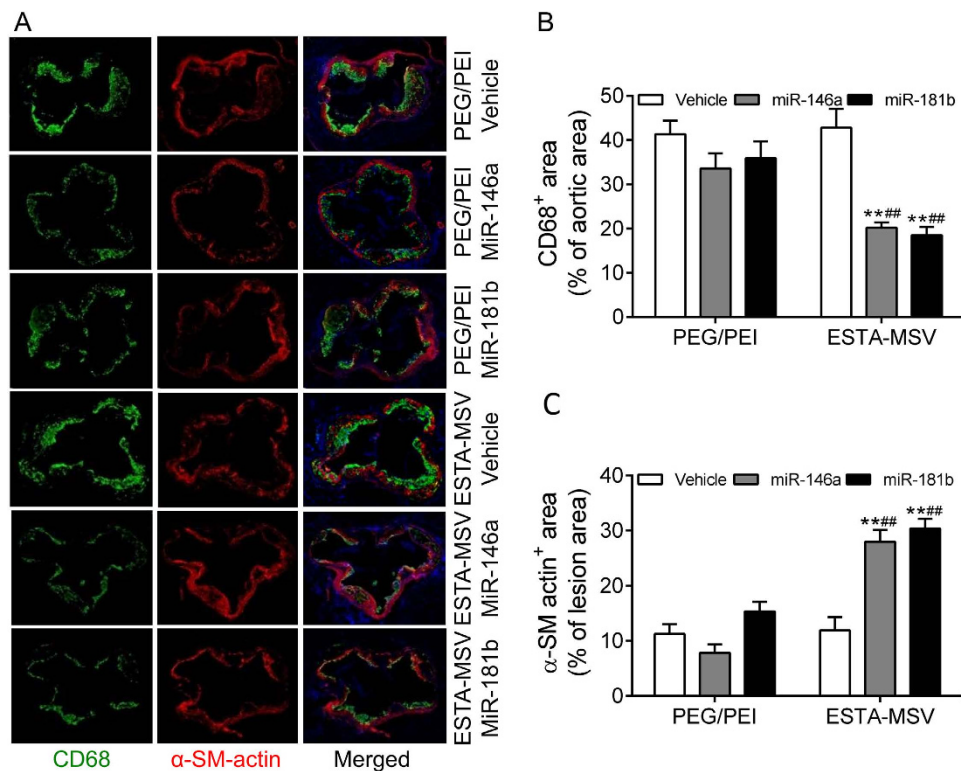 A
PEG/PEI
Vehicle
PEG/PEI
MiR-146a
PEG/PEI
MiR-181b
ESTA-MSV
Vehicle
ESTA-MSV
MiR-146a
ESTA-MSV
MiR-181b
CD68 α-SM-actin Merged
B
Vehicle miR-146a miR-181b
CD68+ area
(% of aortic area)
50
40
30
20
10
0
**## **##
PEG/PEI ESTA-MSV
C
Vehicle miR-146a miR-181b
α-SM actin+ area
(% of lesion area)
40
30
20
10
0
**## **##
PEG/PEI ESTA-MSV